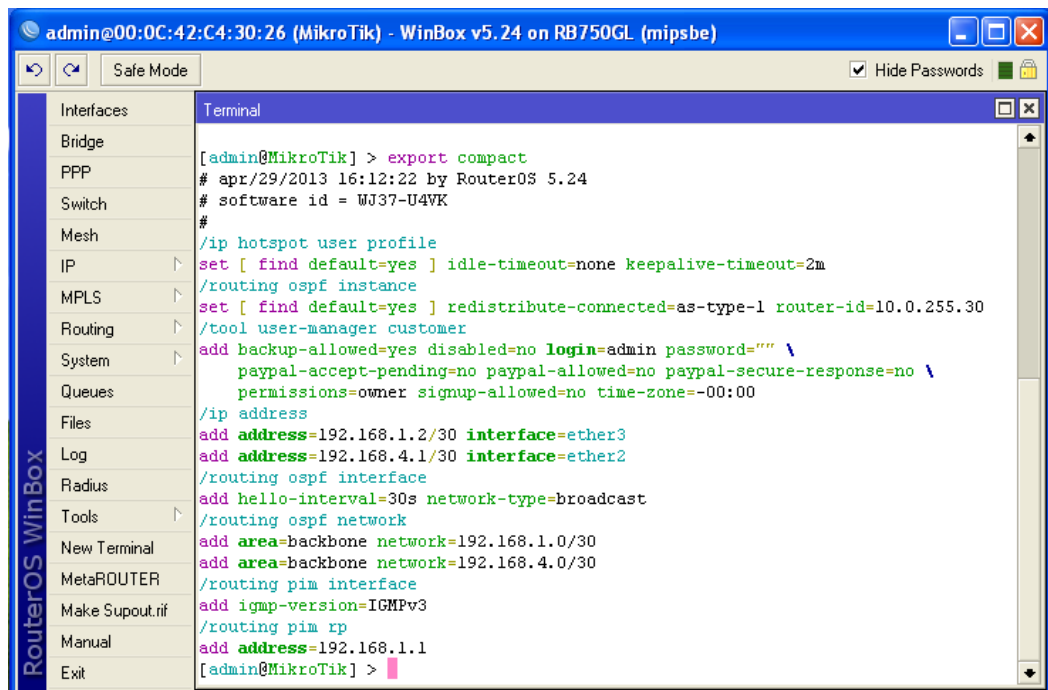 admin@00:0C:42:C4:30:26 (MikroTik) - WinBox v5.24 on RB750GL (mipsbe)
Safe Mode
Hide Passwords
RouterOS WinBox
Interfaces
Bridge
PPP
Switch
Mesh
IP
MPLS
Routing
System
Queues
Files
Log
Radius
Tools
New Terminal
MetaROUTER
Make Supout.rif
Manual
Exit
Terminal
[admin@MikroTik] > export compact
# apr/29/2013 16:12:22 by RouterOS 5.24
# software id = WJ37-U4VK
#
/ip hotspot user profile
set [ find default=yes ] idle-timeout=none keepalive-timeout=2m
/routing ospf instance
set [ find default=yes ] redistribute-connected=as-type-1 router-id=10.0.255.30
/tool user-manager customer
add backup-allowed=yes disabled=no login=admin password="" \
    paypal-accept-pending=no paypal-allowed=no paypal-secure-response=no \
    permissions=owner signup-allowed=no time-zone=-00:00
/ip address
add address=192.168.1.2/30 interface=ether3
add address=192.168.4.1/30 interface=ether2
/routing ospf interface
add hello-interval=30s network-type=broadcast
/routing ospf network
add area=backbone network=192.168.1.0/30
add area=backbone network=192.168.4.0/30
/routing pim interface
add igmp-version=IGMPv3
/routing pim rp
add address=192.168.1.1
[admin@MikroTik] >